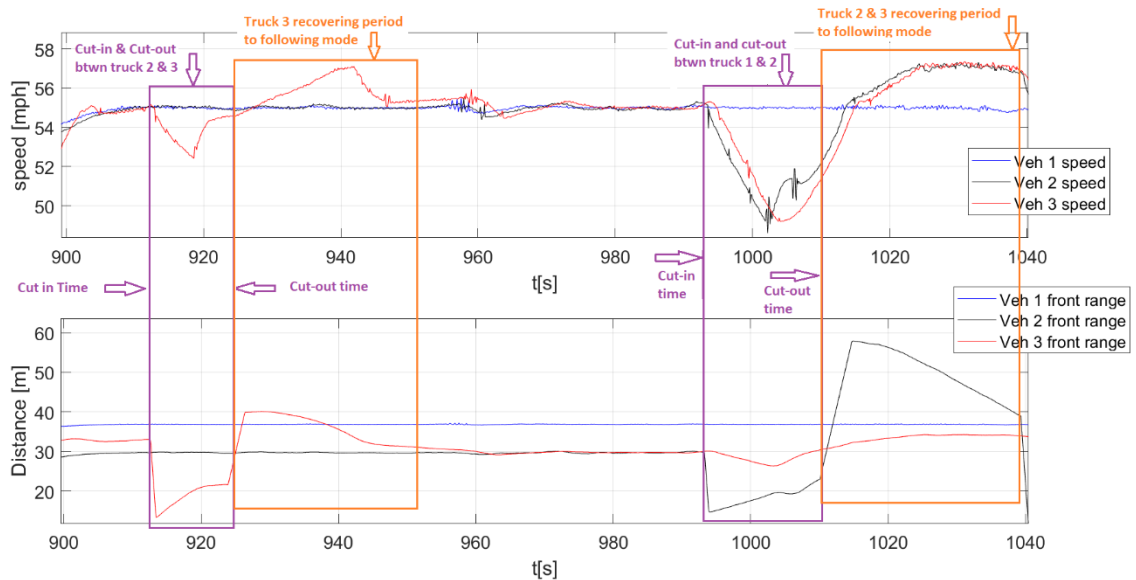 Truck 3 recovering period
to following mode
Truck 2 & 3 recovering period
to following mode
Cut-in & Cut-out
btwn truck 2 & 3
Cut-in and cut-out
btwn truck 1 & 2
speed [mph]
58
56
54
52
50
Veh 1 speed
Veh 2 speed
Veh 3 speed
900
920
940
960
980
1000
1020
1040
t[s]
Cut in Time
Cut-out time
Cut-in
time
Cut-out
time
Veh 1 front range
Veh 2 front range
Veh 3 front range
Distance [m]
60
50
40
30
20
900
920
940
960
980
1000
1020
1040
t[s]